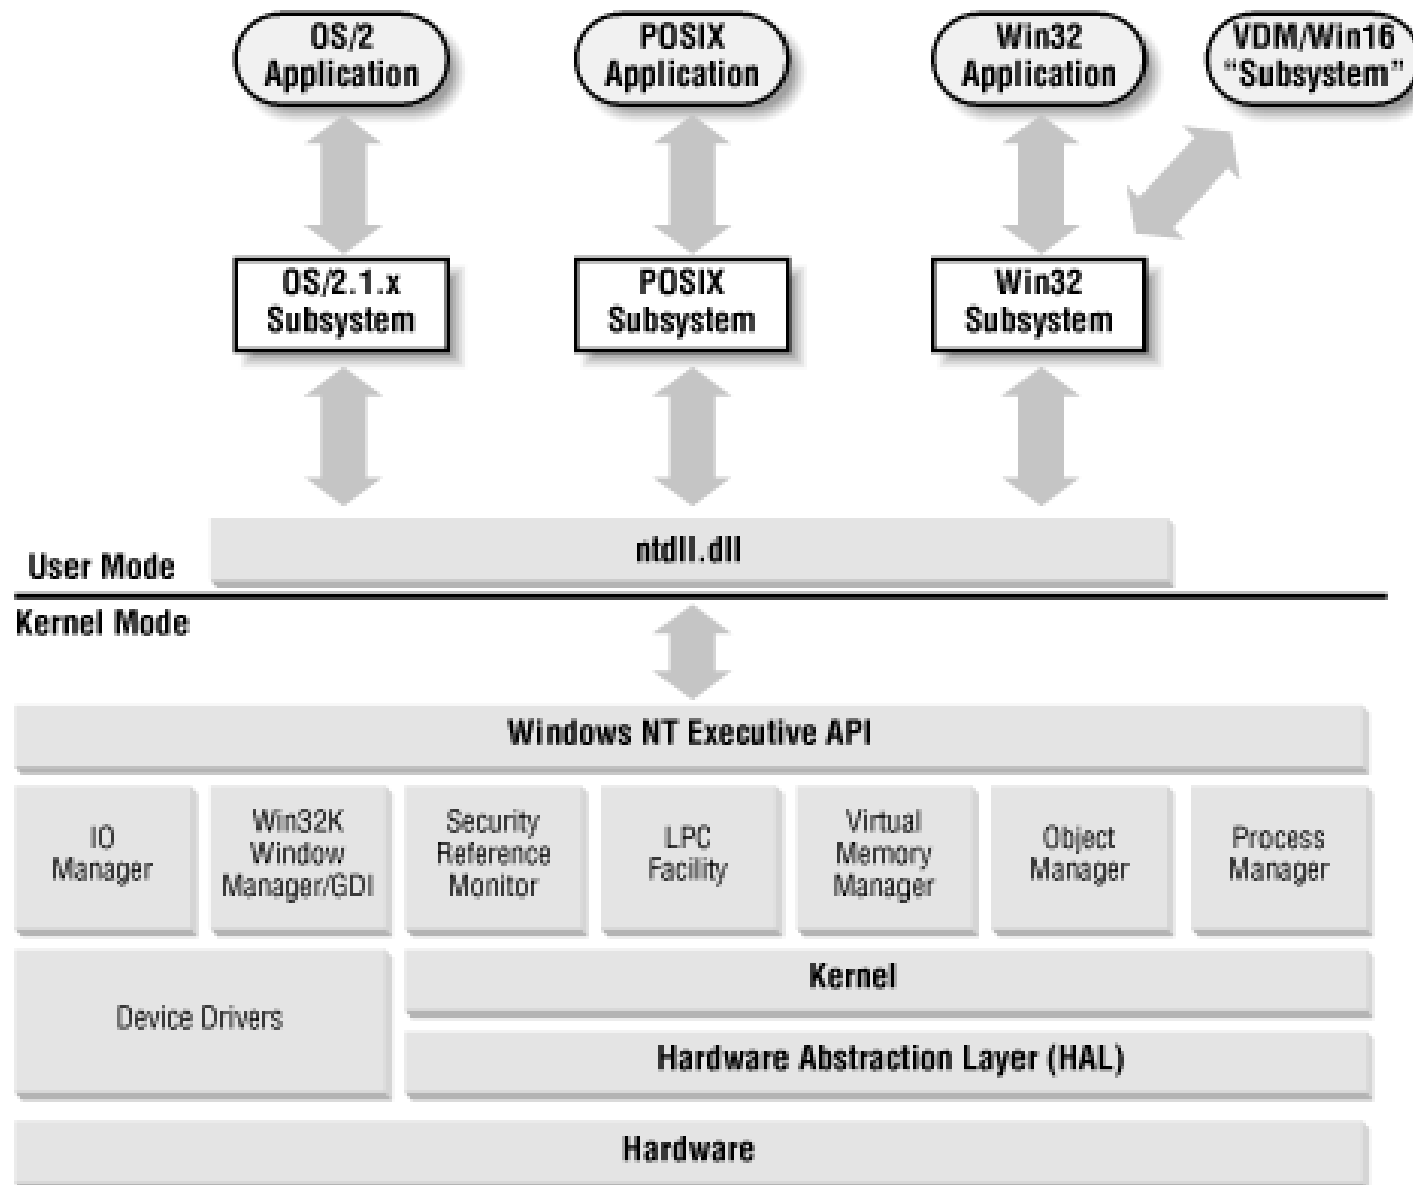 OS/2
Application
POSIX
Application
Win32
Application
VDM/Win16
“Subsystem”
OS/2.1.x
Subsystem
POSIX
Subsystem
Win32
Subsystem
ntdll.dll
User Mode
Kernel Mode
Windows NT Executive API
IO
Manager
Win32K
Window
Manager/GDI
Security
Reference
Monitor
LPC
Facility
Virtual
Memory
Manager
Object
Manager
Process
Manager
Device Drivers
Kernel
Hardware Abstraction Layer (HAL)
Hardware